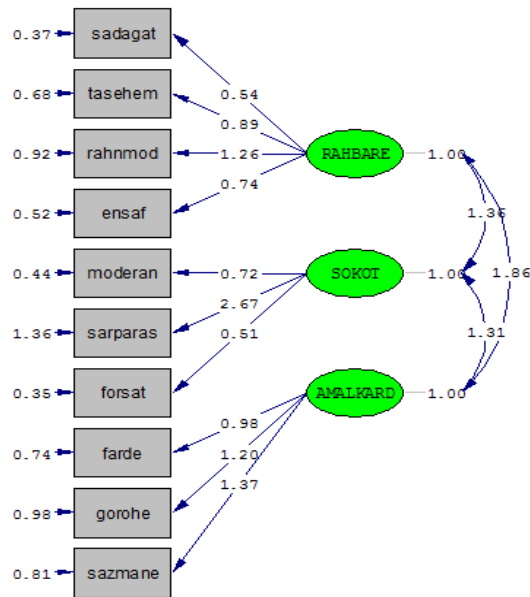 0.37 sadagat
0.54
0.68 tasehem
0.89
0.92 rahnmod 1.26 RAHBARE 1.00
0.74
0.52 ensaf
1.36
0.44 moderan 0.72 SOKOT 1.00 1.86
2.67
1.36 sarparas
0.51
1.31
0.35 forsat AMALKARD 1.00
0.98
0.74 farde
1.20
1.37
0.98 gorohe
0.81 sazmane